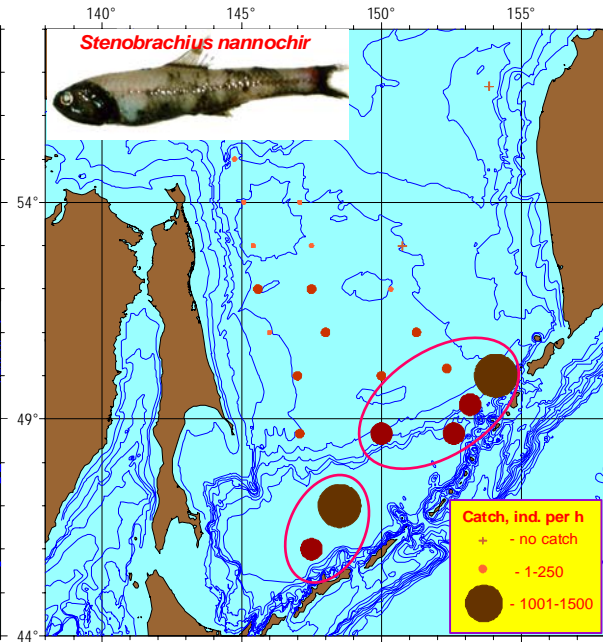 140° 145° 150° 155°
Stenobrachius nannochir
54°
49°
44°
Catch, ind. per h
+ - no catch
- 1-250
- 1001-1500